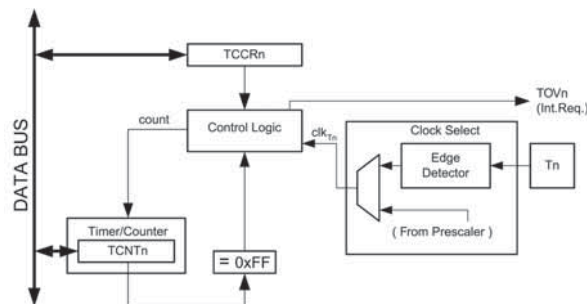 TCCRn
TOVn
(Int.Req.)
count
Control Logic
clkTn
Clock Select
Edge
Detector
Tn
DATA BUS
Timer/Counter
TCNTn
= 0xFF
( From Prescaler )